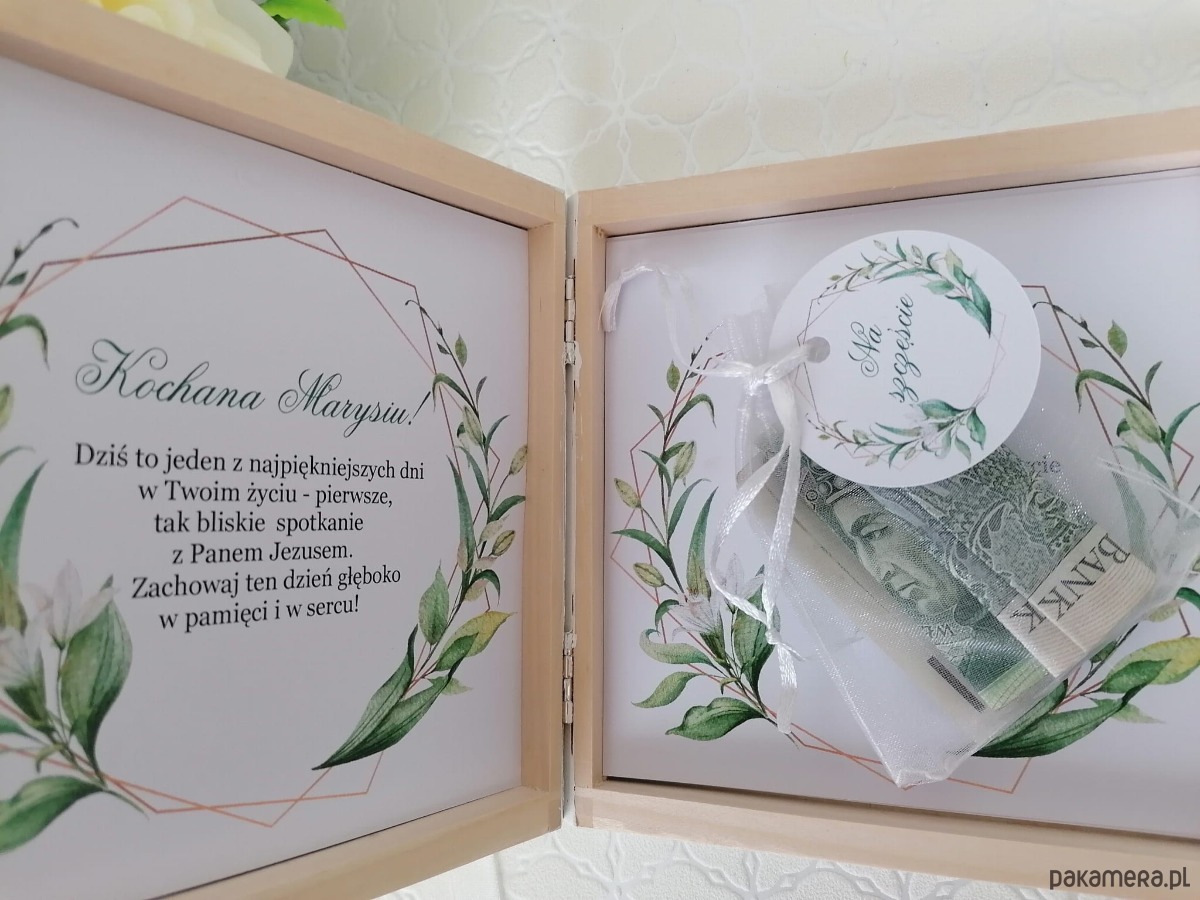 Kochana Marysiu!
Dziś to jeden z najpiękniejszych dni
w Twoim życiu - pierwsze,
tak bliskie spotkanie
z Panem Jezusem.
Zachowaj ten dzień głęboko
w pamięci i w sercu!
Na
szczęście
BANK
pakamera.pl